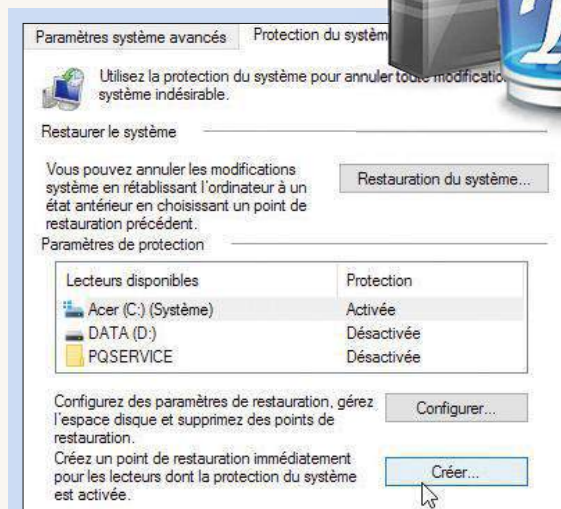 Paramètres système avancés Protection du systèm
Utilisez la protection du système pour annuler toute modificatio
système indésirable.
Restaurer le système
Vous pouvez annuler les modifications
système en rétablissant l'ordinateur à un
état antérieur en choisissant un point de
restauration précédent.
Restauration du système...
Paramètres de protection
Lecteurs disponibles Protection
Acer (C:) (Système) Activée
DATA (D:) Désactivée
PQSERVICE Désactivée
Configurez des paramètres de restauration, gérez
l'espace disque et supprimez des points de
restauration.
Configurer...
Créez un point de restauration immédiatement
pour les lecteurs dont la protection du système
est activée.
Créer...